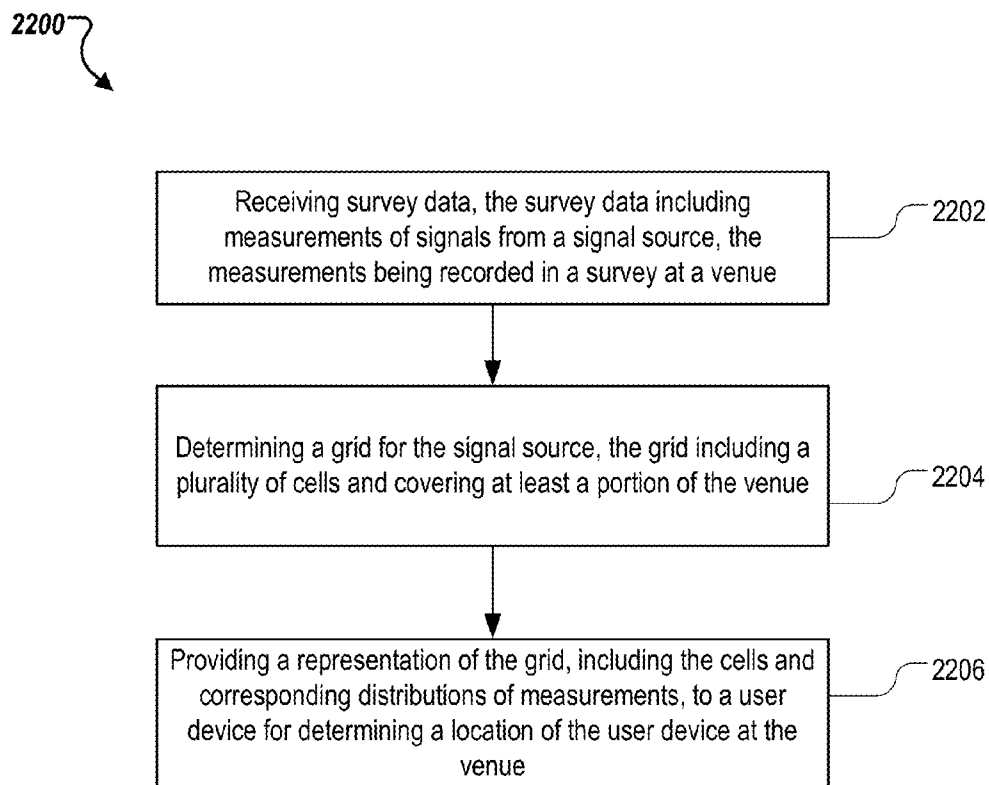 2200
Receiving survey data, the survey data including
measurements of signals from a signal source, the
measurements being recorded in a survey at a venue
2202
Determining a grid for the signal source, the grid including a
plurality of cells and covering at least a portion of the venue
2204
Providing a representation of the grid, including the cells and
corresponding distributions of measurements, to a user
device for determining a location of the user device at the
venue
2206